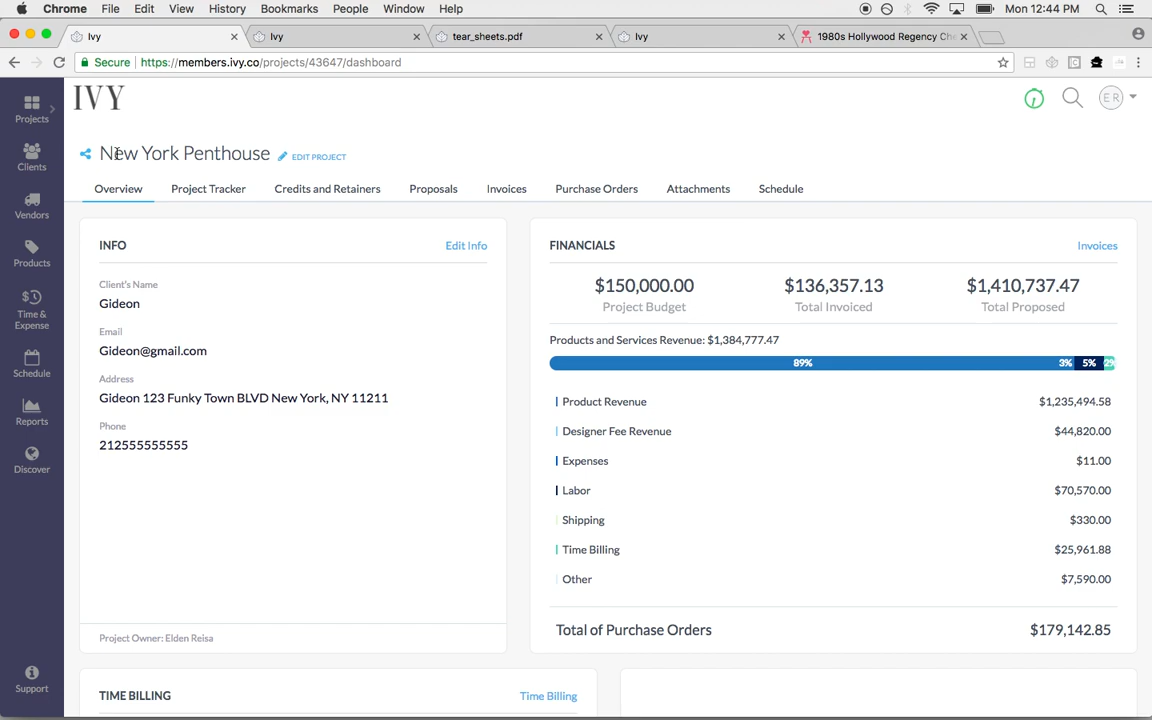 Chrome File Edit View History Bookmarks People Window Help Mon 12:44 PM
Ivy Ivy tear_sheets.pdf Ivy 1980s Hollywood Regency Che
Secure https://members.ivy.co/projects/43647/dashboard
IVY
ER
New York Penthouse EDIT PROJECT
Overview Project Tracker Credits and Retainers Proposals Invoices Purchase Orders Attachments Schedule
Projects
Clients
Vendors
Products
Time &
Expense
Schedule
Reports
Discover
Support
INFO Edit Info
Client's Name
Gideon
Email
Gideon@gmail.com
Address
Gideon 123 Funky Town BLVD New York, NY 11211
Phone
212555555555
Project Owner: Elden Reisa
FINANCIALS Invoices
$150,000.00 $136,357.13 $1,410,737.47
Project Budget Total Invoiced Total Proposed
Products and Services Revenue: $1,384,777.47
89% 3% 5% 2%
Product Revenue $1,235,494.58
Designer Fee Revenue $44,820.00
Expenses $11.00
Labor $70,570.00
Shipping $330.00
Time Billing $25,961.88
Other $7,590.00
Total of Purchase Orders $179,142.85
TIME BILLING Time Billing